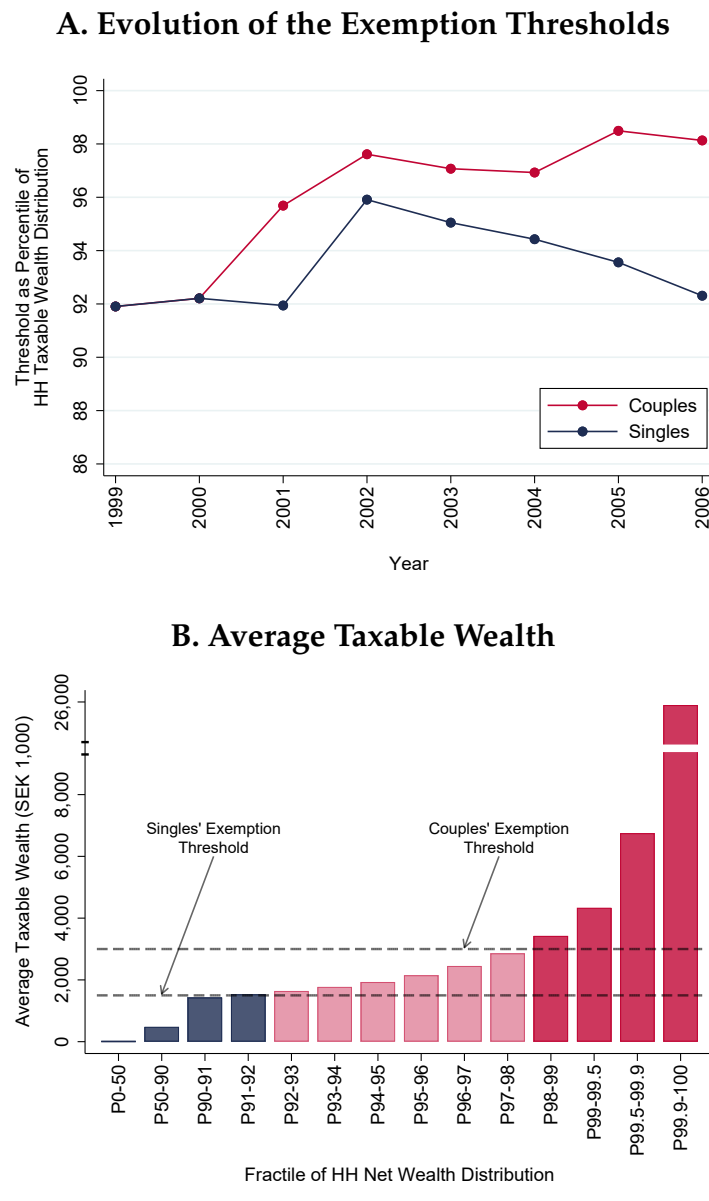 A. Evolution of the Exemption Thresholds
Threshold as Percentile of
HH Taxable Wealth Distribution
100
98
96
94
92
90
88
86
Couples
Singles
1999
2000
2001
2002
2003
2004
2005
2006
Year
B. Average Taxable Wealth
Average Taxable Wealth (SEK 1,000)
26,000
8,000
6,000
4,000
2,000
0
Singles' Exemption
Threshold
Couples' Exemption
Threshold
P0-50
P50-90
P90-91
P91-92
P92-93
P93-94
P94-95
P95-96
P96-97
P97-98
P98-99
P99-99.5
P99.5-99.9
P99.9-100
Fractile of HH Net Wealth Distribution